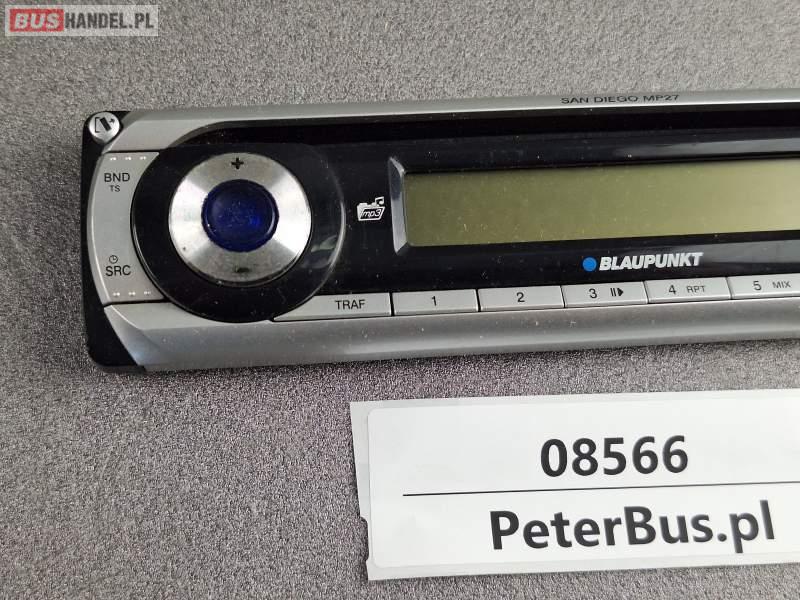 BUSHANDEL.PL
SAN DIEGO MP27
BND
TS
+
mp3
BLAUPUNKT
SRC
-
TRAF 1 2 3 4 RPT 5 MIX
08566
PeterBus.pl